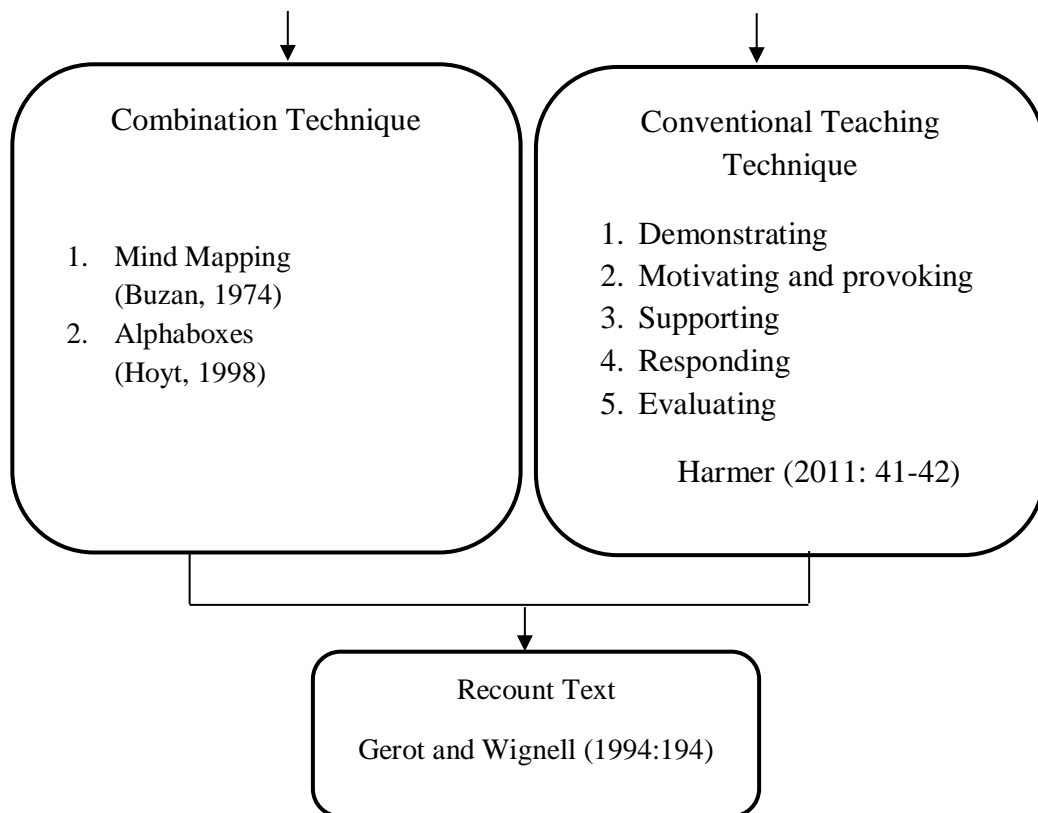 Combination Technique
1. Mind Mapping
(Buzan, 1974)
2. Alphaboxes
(Hoyt, 1998)
Conventional Teaching
Technique
1. Demonstrating
2. Motivating and provoking
3. Supporting
4. Responding
5. Evaluating
Harmer (2011: 41-42)
Recount Text
Gerot and Wignell (1994:194)